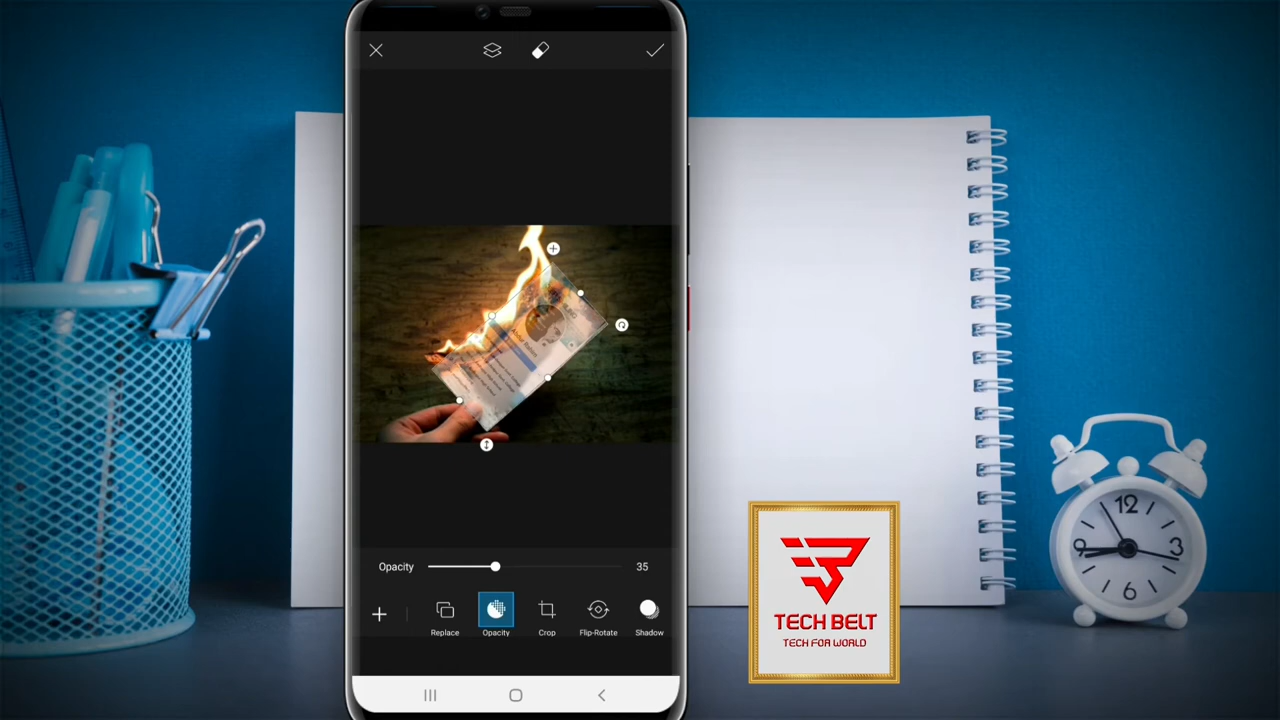 Opacity 35
Replace Opacity Crop Flip-Rotate Shadow
TECH BELT
TECH FOR WORLD
12
9 3
6